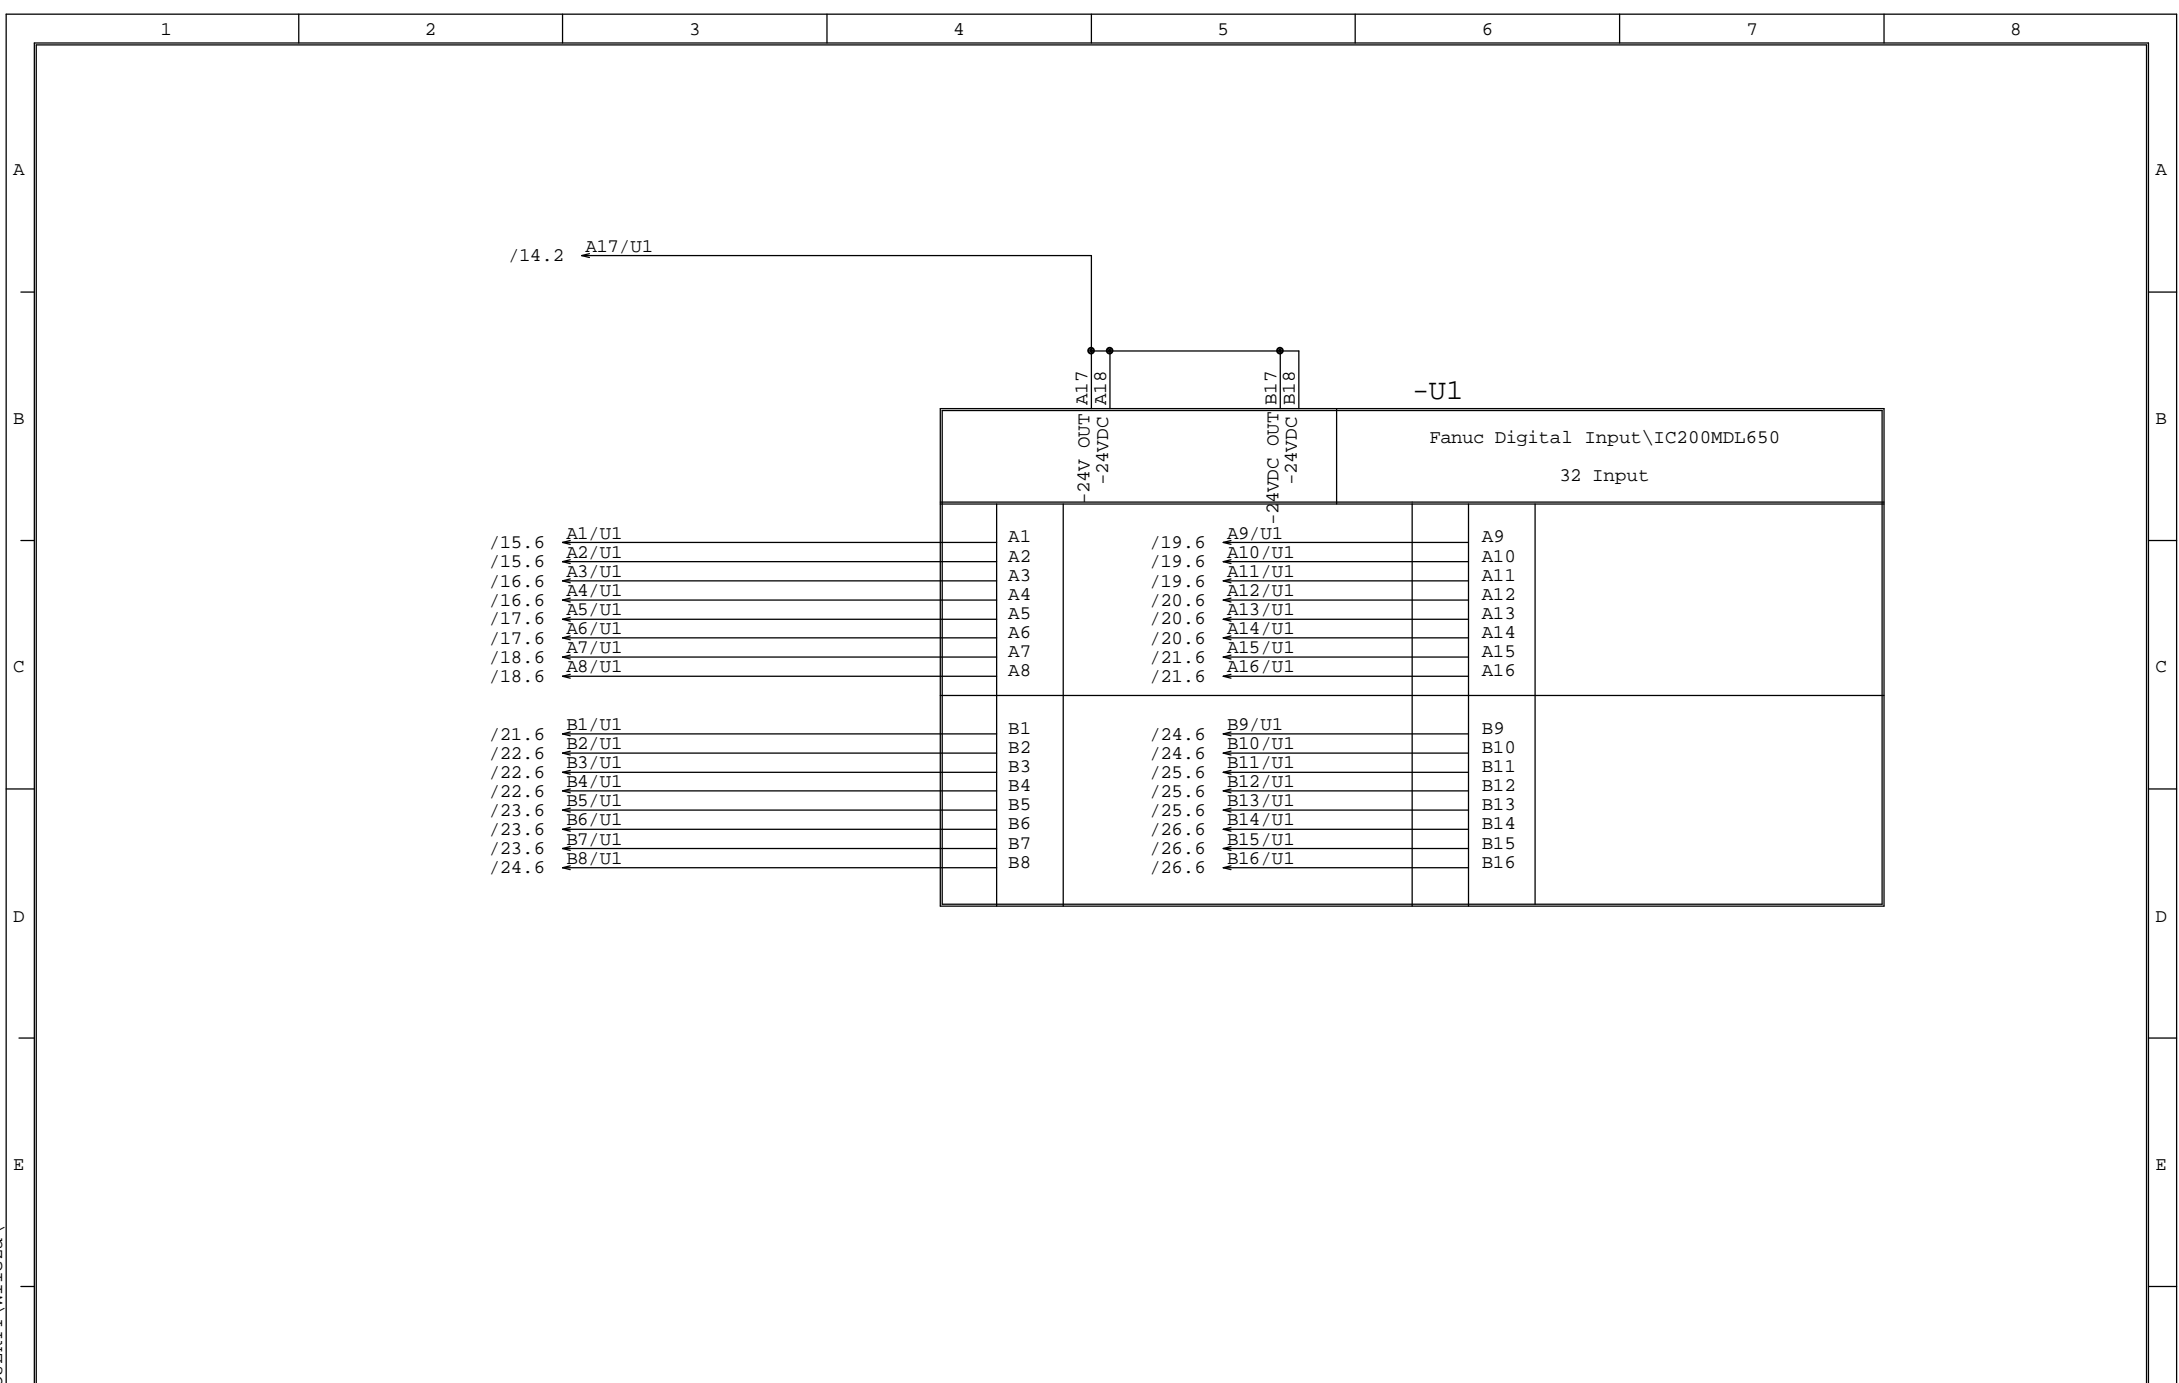 1 2 3 4 5 6 7 8
A A
/14.2 A17/U1
A17
A18
B17
B18
-U1
B B
-24V OUT
-24VDC
-24VDC OUT
-24VDC
Fanuc Digital Input\IC200MDL650
32 Input
/15.6 A1/U1 A1 /19.6 A9/U1 A9
/15.6 A2/U1 A2 /19.6 A10/U1 A10
/16.6 A3/U1 A3 /19.6 A11/U1 A11
/16.6 A4/U1 A4 /20.6 A12/U1 A12
/17.6 A5/U1 A5 /20.6 A13/U1 A13
/17.6 A6/U1 A6 /20.6 A14/U1 A14
/18.6 A7/U1 A7 /21.6 A15/U1 A15
/18.6 A8/U1 A8 /21.6 A16/U1 A16
C C
/21.6 B1/U1 B1 /24.6 B9/U1 B9
/22.6 B2/U1 B2 /24.6 B10/U1 B10
/22.6 B3/U1 B3 /25.6 B11/U1 B11
/22.6 B4/U1 B4 /25.6 B12/U1 B12
/23.6 B5/U1 B5 /25.6 B13/U1 B13
/23.6 B6/U1 B6 /26.6 B14/U1 B14
/23.6 B7/U1 B7 /26.6 B15/U1 B15
/24.6 B8/U1 B8 /26.6 B16/U1 B16
D D
E E